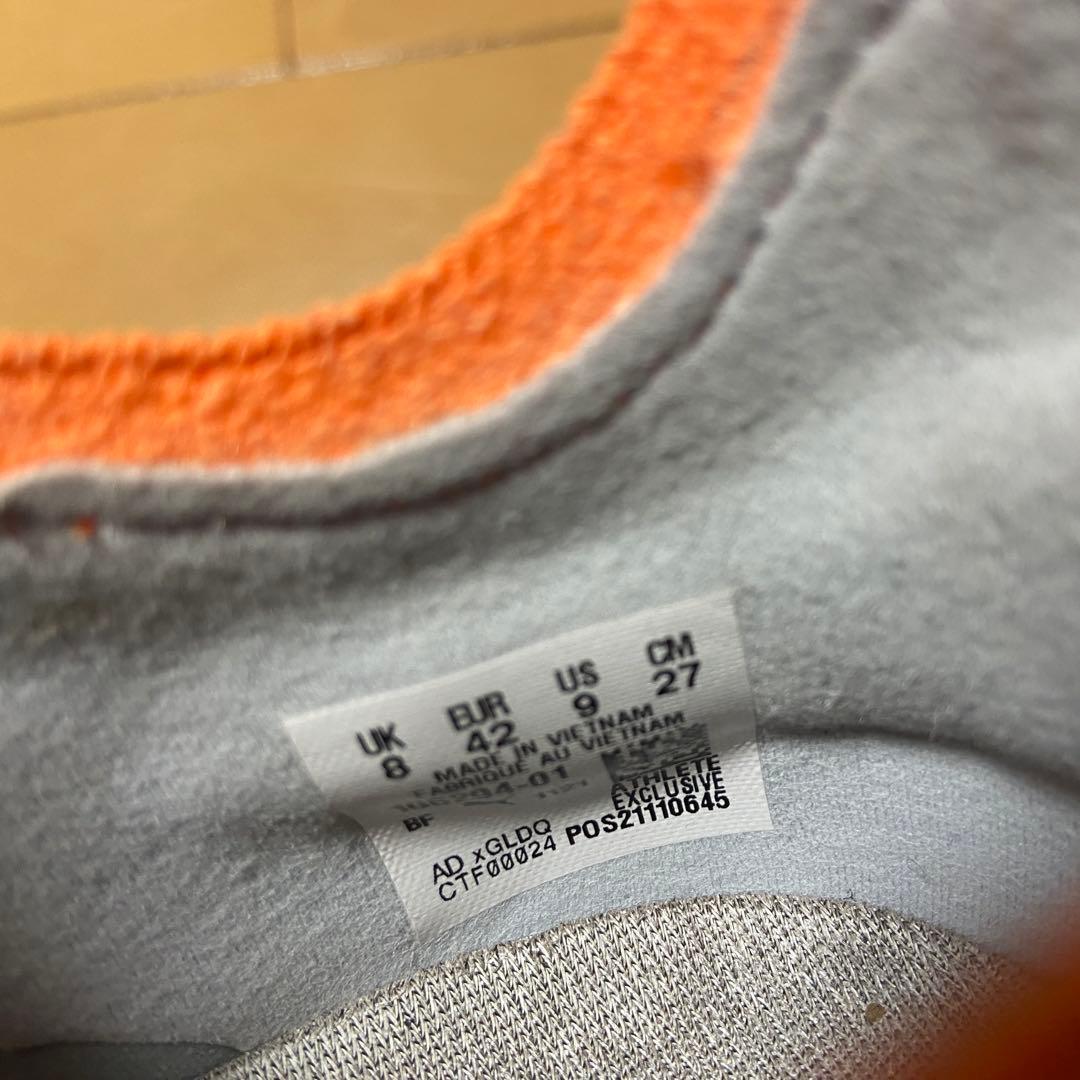 UK EUR US CM
8 42 9 27
MADE IN VIETNAM
FABRIQUE AU VIETNAM
ATHLETE
EXCLUSIVE
BF
AD xGLDQ
CTF00024 POS21110645